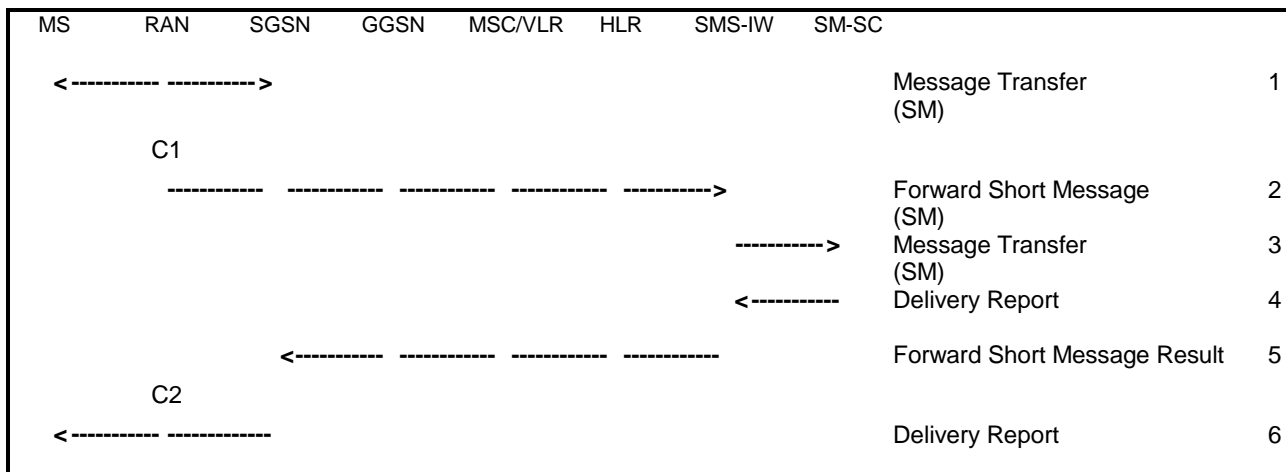 MS RAN SGSN GGSN MSC/VLR HLR SMS-IW SM-SC
<----------- -----------> Message Transfer 1
(SM)
C1
------------ ------------ ------------ ------------ -----------> Forward Short Message 2
(SM)
-----------> Message Transfer 3
(SM)
<----------- Delivery Report 4
<----------- ------------ ------------ ------------ Forward Short Message Result 5
C2
<----------- ------------- Delivery Report 6